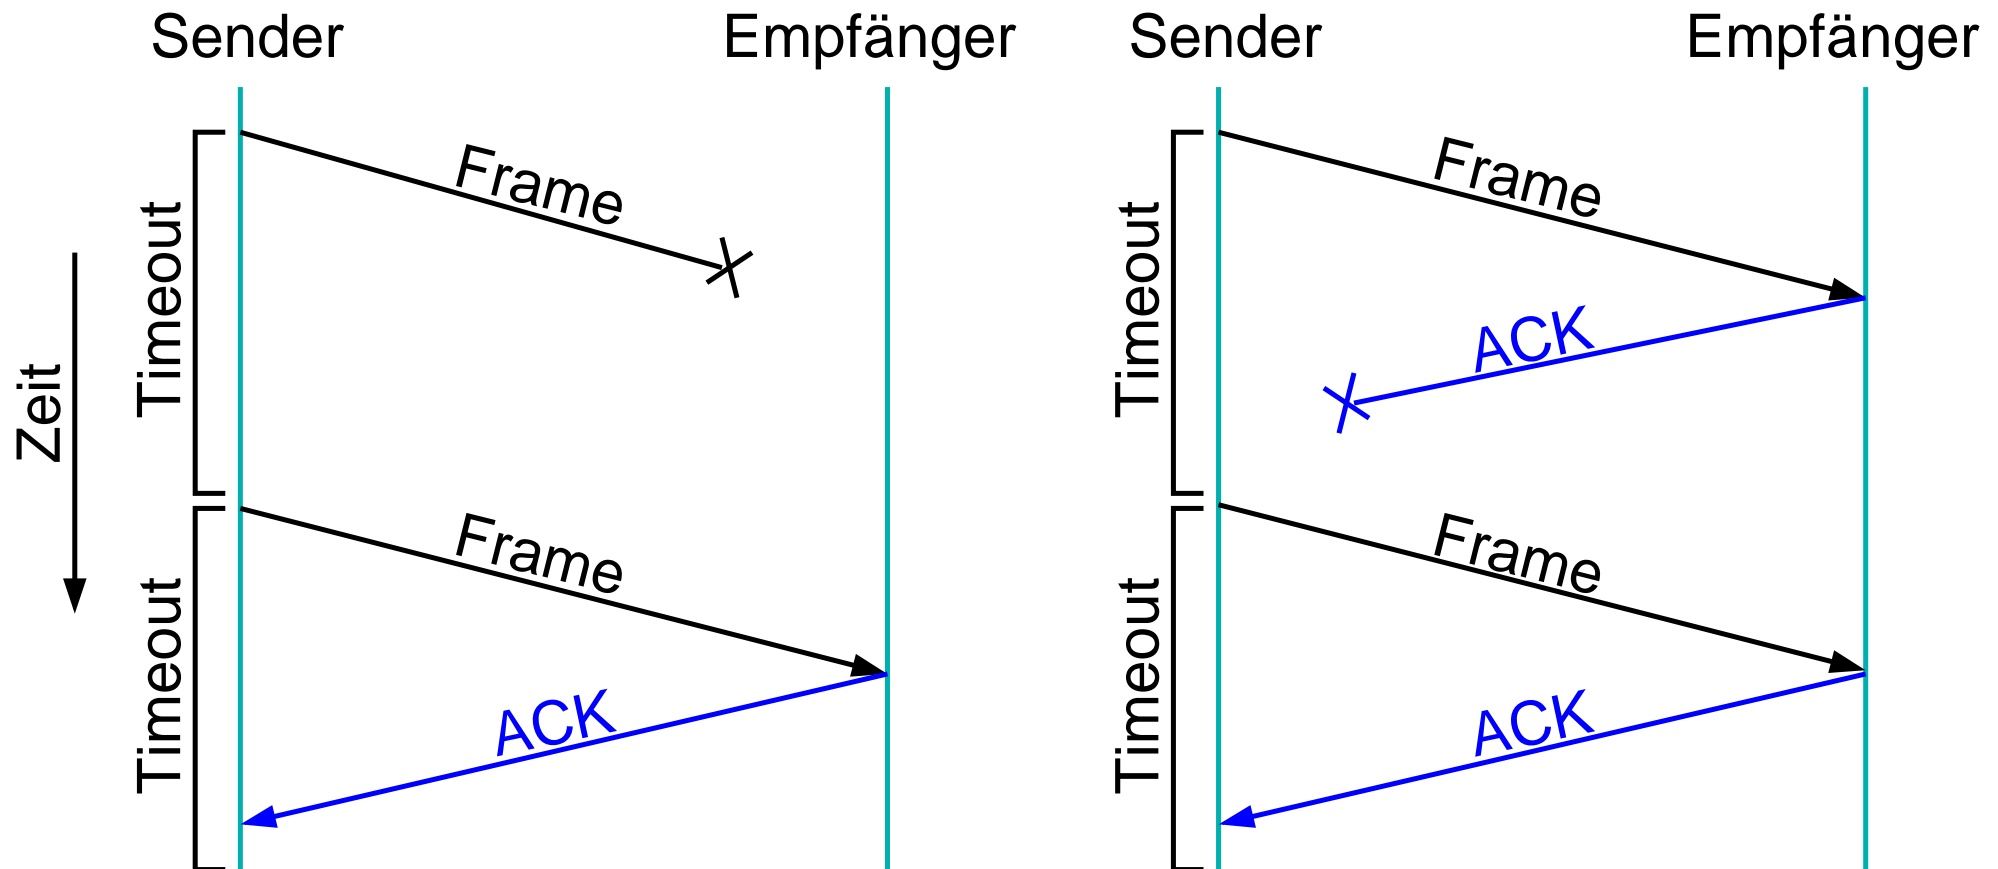 Sender
Empfänger
Sender
Empfänger
Zeit
Timeout
Frame
Timeout
Frame
ACK
Timeout
Frame
ACK
Timeout
Frame
ACK